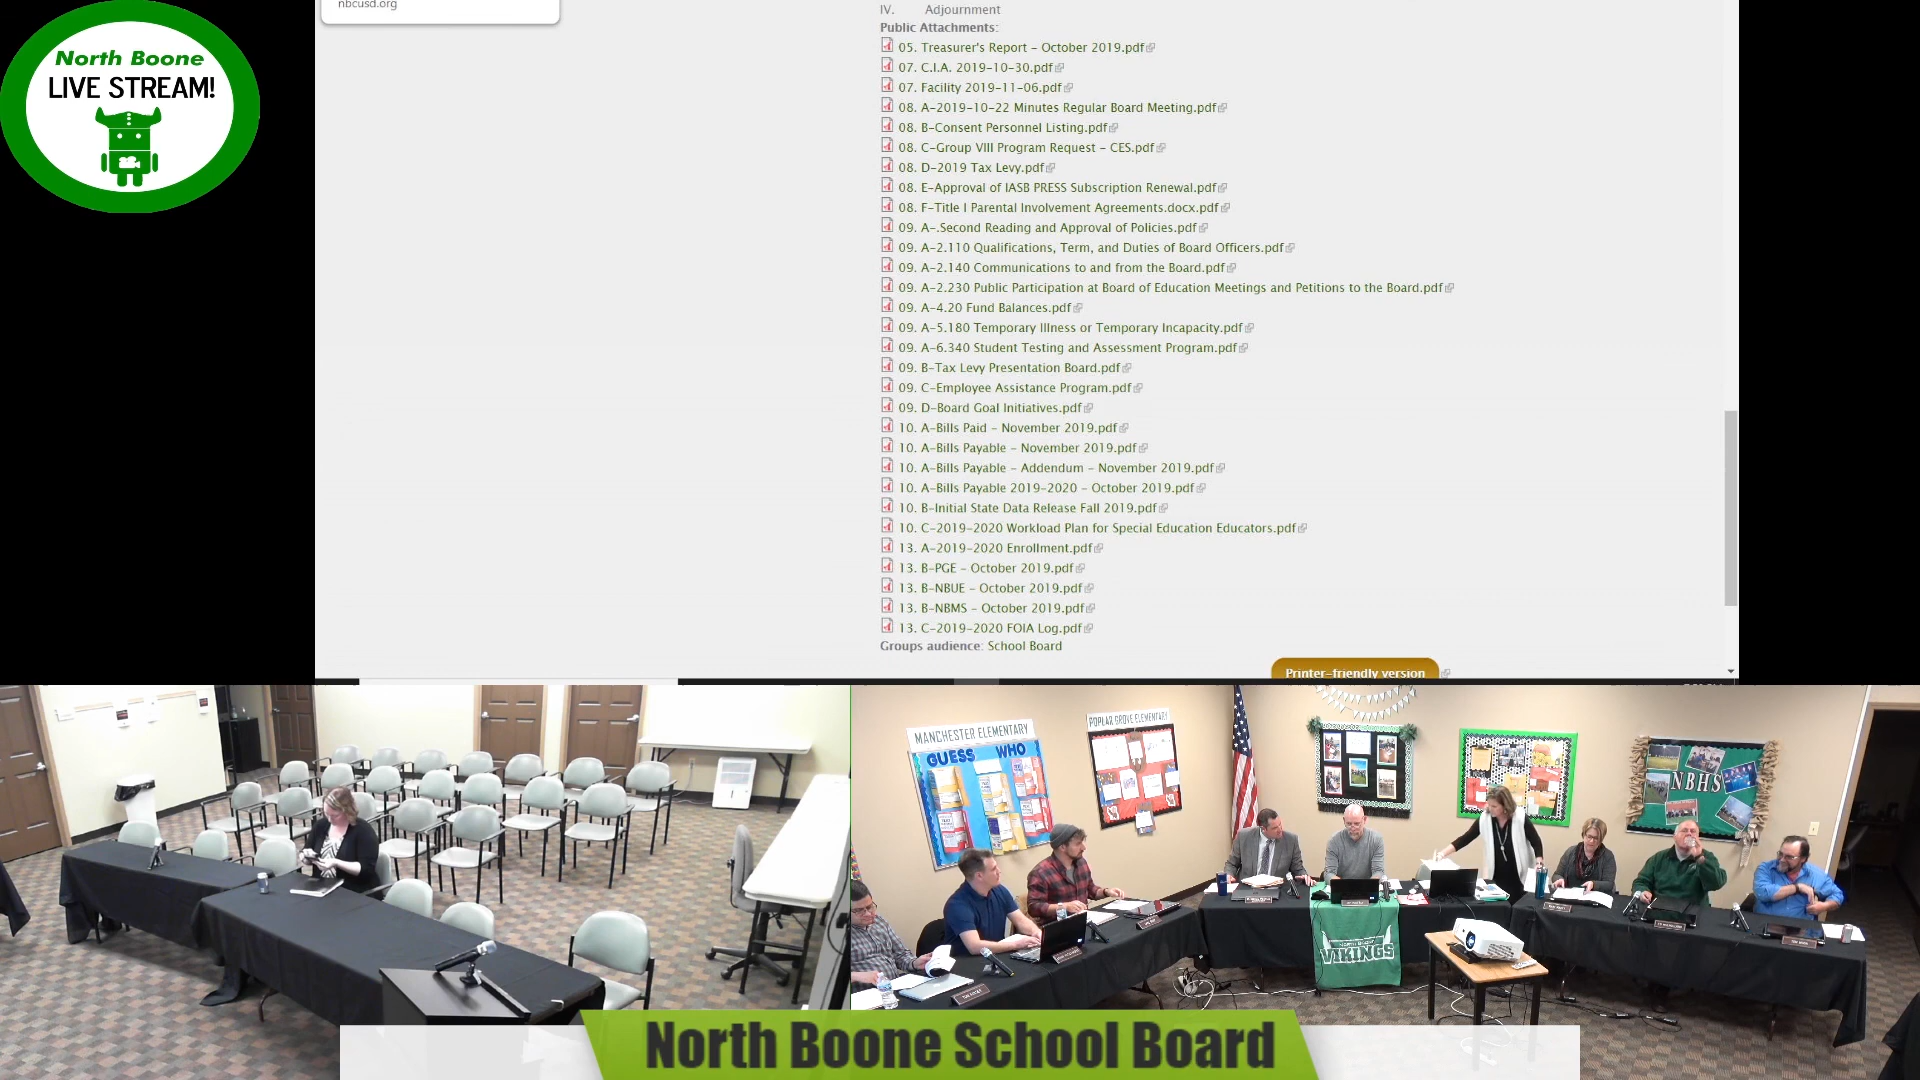 nbcusd.org
North Boone
LIVE STREAM!
IV. Adjournment
Public Attachments:
05. Treasurer's Report - October 2019.pdf
07. C.I.A. 2019-10-30.pdf
07. Facility 2019-11-06.pdf
08. A-2019-10-22 Minutes Regular Board Meeting.pdf
08. B-Consent Personnel Listing.pdf
08. C-Group VIII Program Request - CES.pdf
08. D-2019 Tax Levy.pdf
08. E-Approval of IASB PRESS Subscription Renewal.pdf
08. F-Title I Parental Involvement Agreements.docx.pdf
09. A-.Second Reading and Approval of Policies.pdf
09. A-2.110 Qualifications, Term, and Duties of Board Officers.pdf
09. A-2.140 Communications to and from the Board.pdf
09. A-2.230 Public Participation at Board of Education Meetings and Petitions to the Board.pdf
09. A-4.20 Fund Balances.pdf
09. A-5.180 Temporary Illness or Temporary Incapacity.pdf
09. A-6.340 Student Testing and Assessment Program.pdf
09. B-Tax Levy Presentation Board.pdf
09. C-Employee Assistance Program.pdf
09. D-Board Goal Initiatives.pdf
10. A-Bills Paid - November 2019.pdf
10. A-Bills Payable - November 2019.pdf
10. A-Bills Payable - Addendum - November 2019.pdf
10. A-Bills Payable 2019-2020 - October 2019.pdf
10. B-Initial State Data Release Fall 2019.pdf
10. C-2019-2020 Workload Plan for Special Education Educators.pdf
13. A-2019-2020 Enrollment.pdf
13. B-PGE - October 2019.pdf
13. B-NBUE - October 2019.pdf
13. B-NBMS - October 2019.pdf
13. C-2019-2020 FOIA Log.pdf
Groups audience: School Board
Printer-friendly version
MANCHESTER ELEMENTARY
GUESS WHO
POPLAR GROVE ELEMENTARY
NBHS
NORTH BOONE
VIKINGS
North Boone School Board